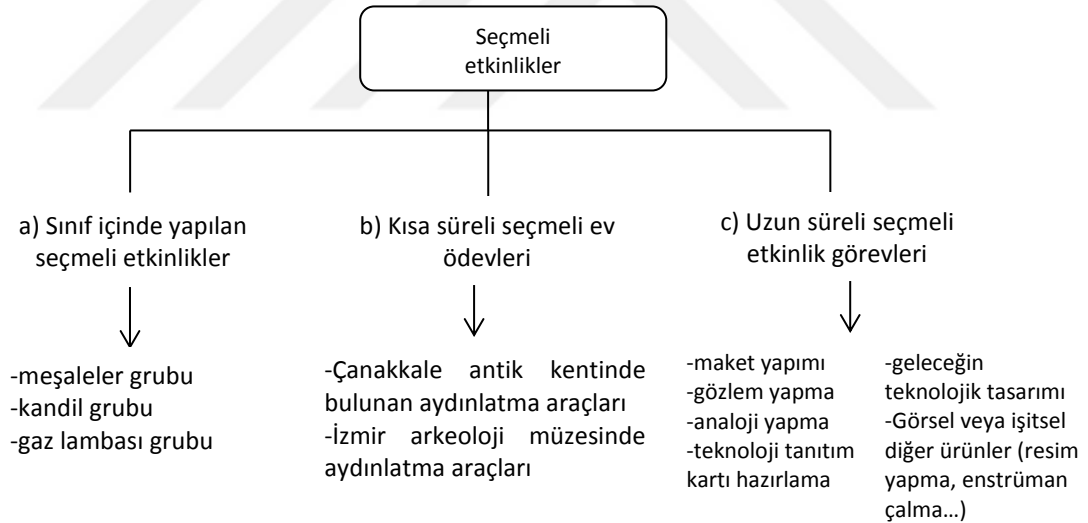 Seçmeli
etkinlikler
a) Sınıf içinde yapılan
seçmeli etkinlikler
b) Kısa süreli seçmeli ev
ödevleri
c) Uzun süreli seçmeli
etkinlik görevleri
-meşaleler grubu
-kandil grubu
-gaz lambası grubu
-Çanakkale antik kentinde
bulunan aydınlatma araçları
-İzmir arkeoloji müzesinde
aydınlatma araçları
-maket yapımı
-gözlem yapma
-analoji yapma
-teknoloji tanıtım
kartı hazırlama
-geleceğin
teknolojik tasarımı
-Görsel veya işitsel
diğer ürünler (resim
yapma, enstrüman
çalma…)